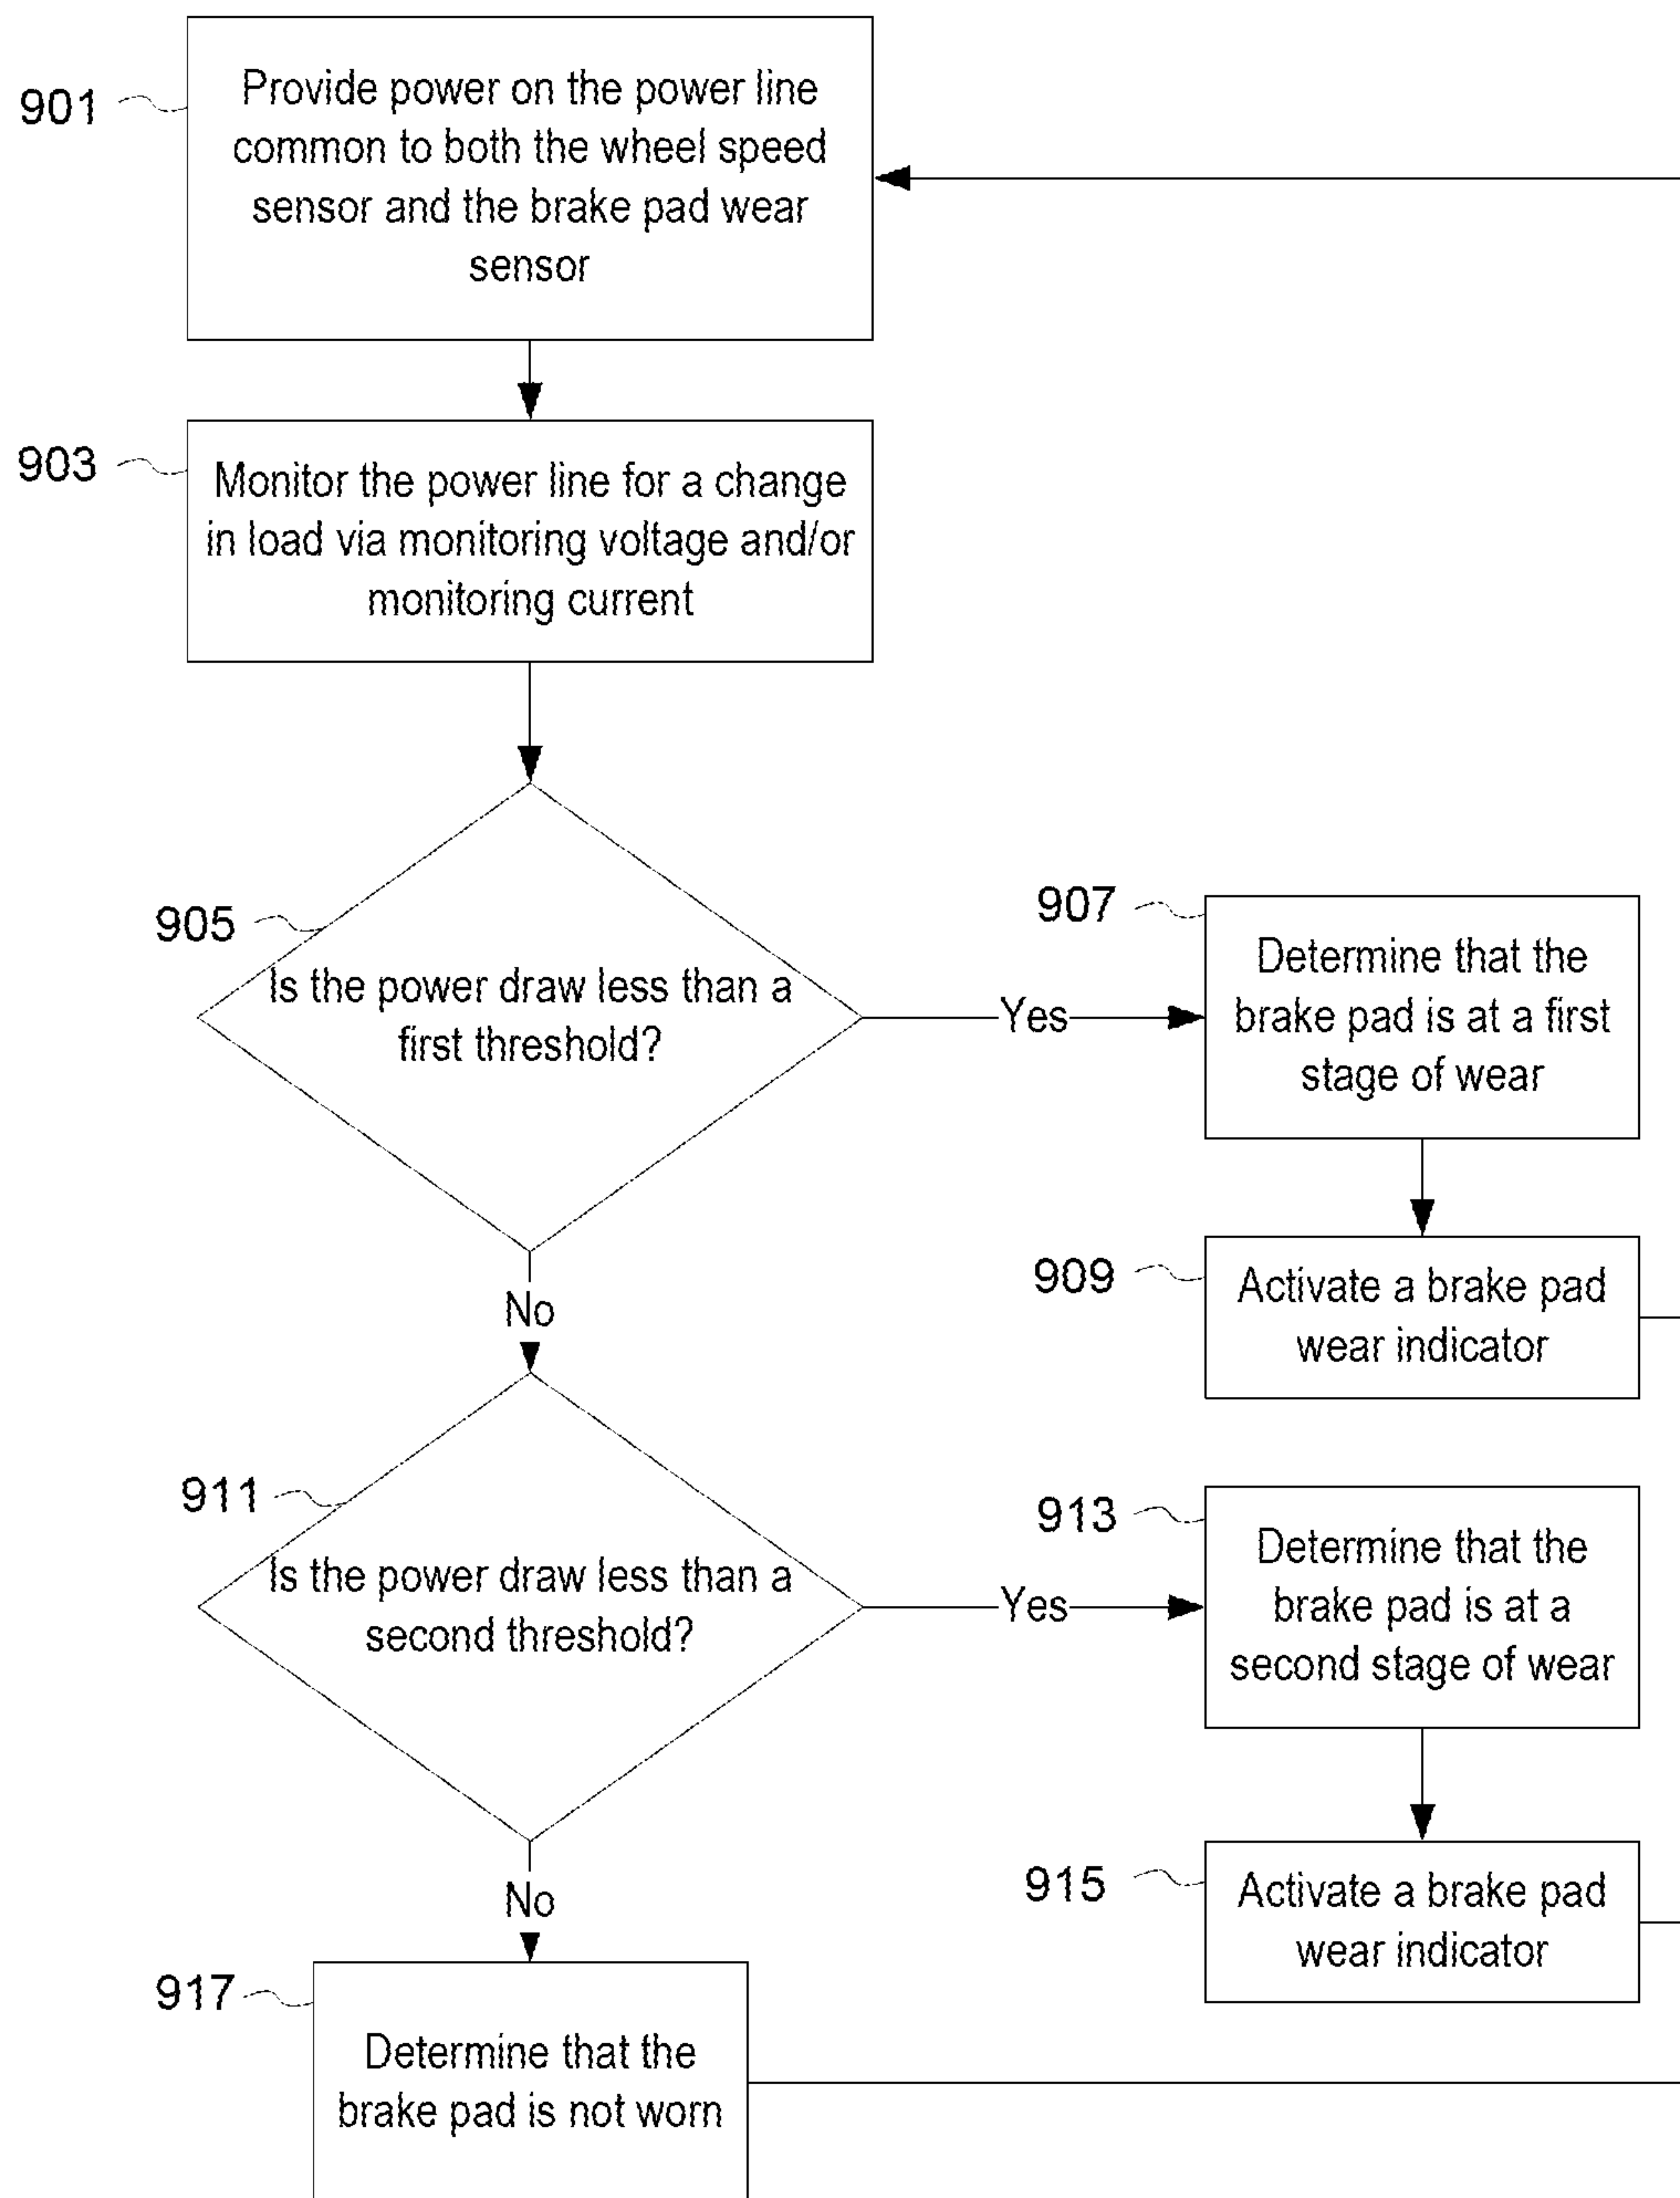 901
Provide power on the power line
common to both the wheel speed
sensor and the brake pad wear
sensor
903
Monitor the power line for a change
in load via monitoring voltage and/or
monitoring current
905
Is the power draw less than a
first threshold?
Yes
907
Determine that the
brake pad is at a first
stage of wear
909
Activate a brake pad
wear indicator
No
911
Is the power draw less than a
second threshold?
Yes
913
Determine that the
brake pad is at a
second stage of wear
915
Activate a brake pad
wear indicator
No
917
Determine that the
brake pad is not worn